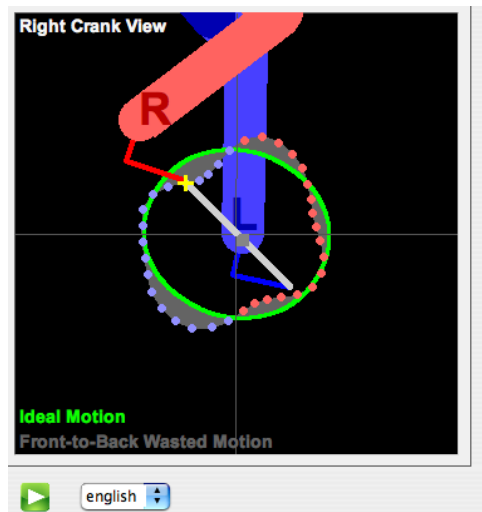 Right Crank View
R
L
Ideal Motion
Front-to-Back Wasted Motion
english